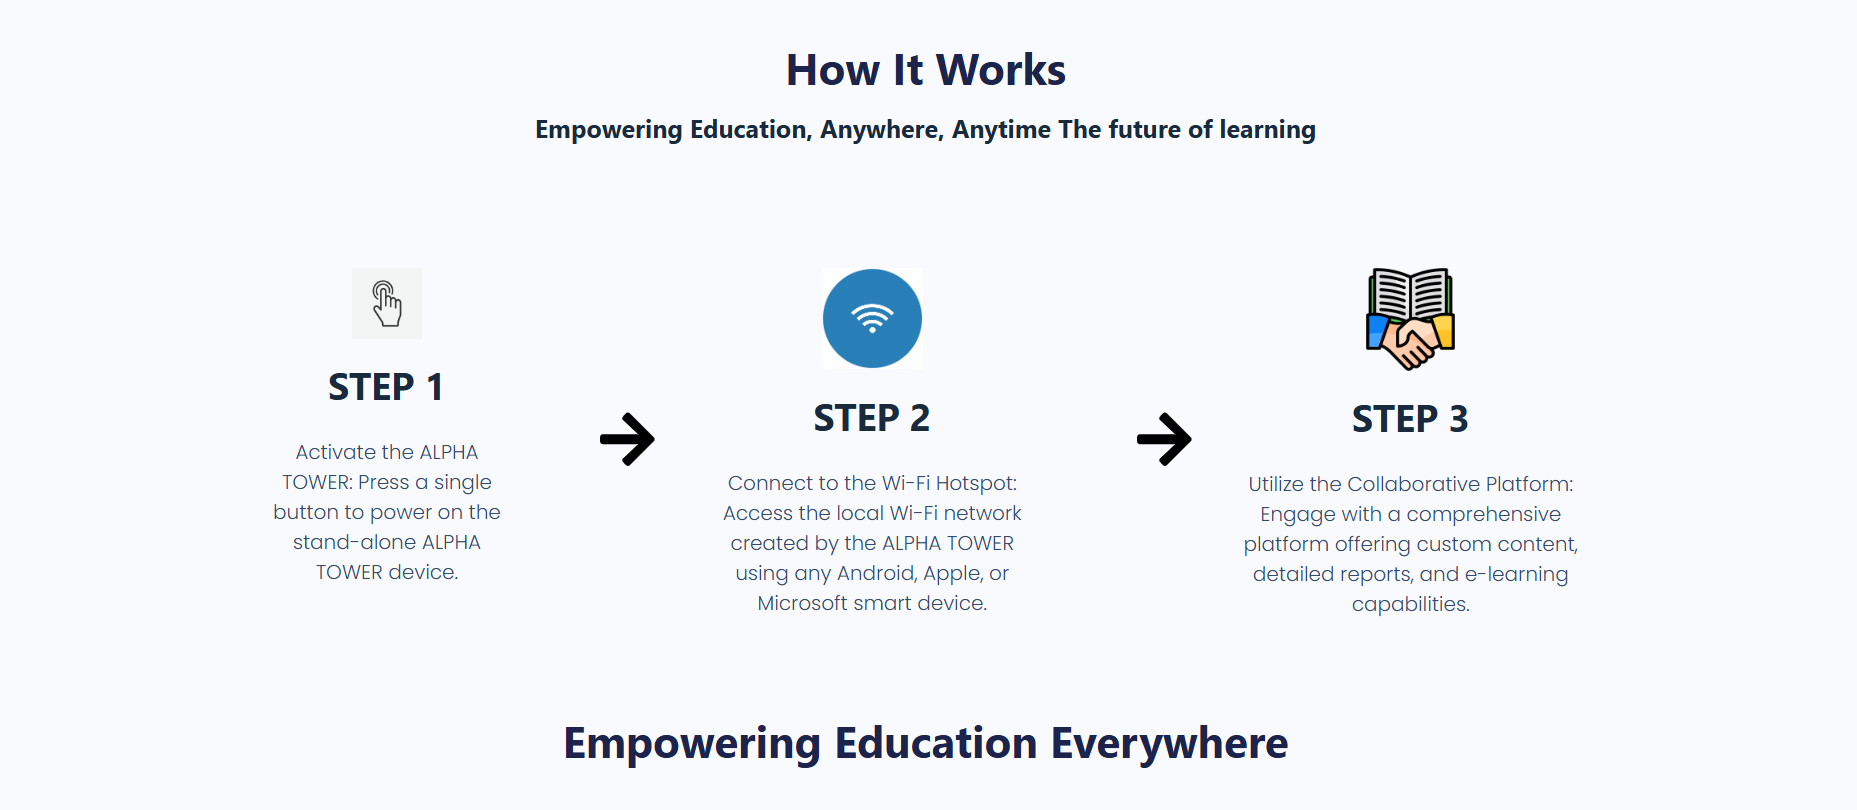 How It Works
Empowering Education, Anywhere, Anytime The future of learning
STEP 1
Activate the ALPHA
TOWER: Press a single
button to power on the
stand-alone ALPHA
TOWER device.
STEP 2
Connect to the Wi-Fi Hotspot:
Access the local Wi-Fi network
created by the ALPHA TOWER
using any Android, Apple, or
Microsoft smart device.
STEP 3
Utilize the Collaborative Platform:
Engage with a comprehensive
platform offering custom content,
detailed reports, and e-learning
capabilities.
Empowering Education Everywhere